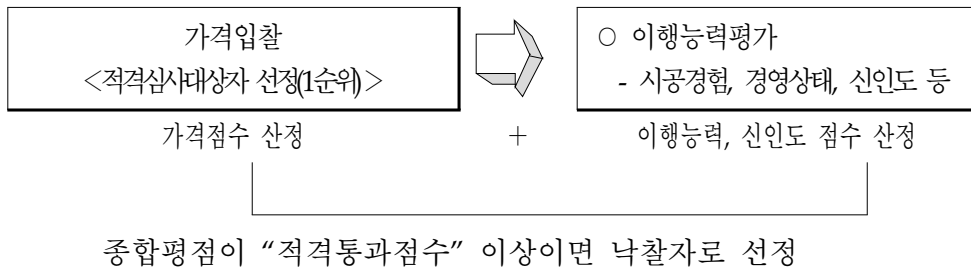 가격입찰
<적격심사대상자 선정(1순위)>
○ 이행능력평가
- 시공경험, 경영상태, 신인도 등
가격점수 산정 + 이행능력, 신인도 점수 산정
종합평점이 “적격통과점수” 이상이면 낙찰자로 선정